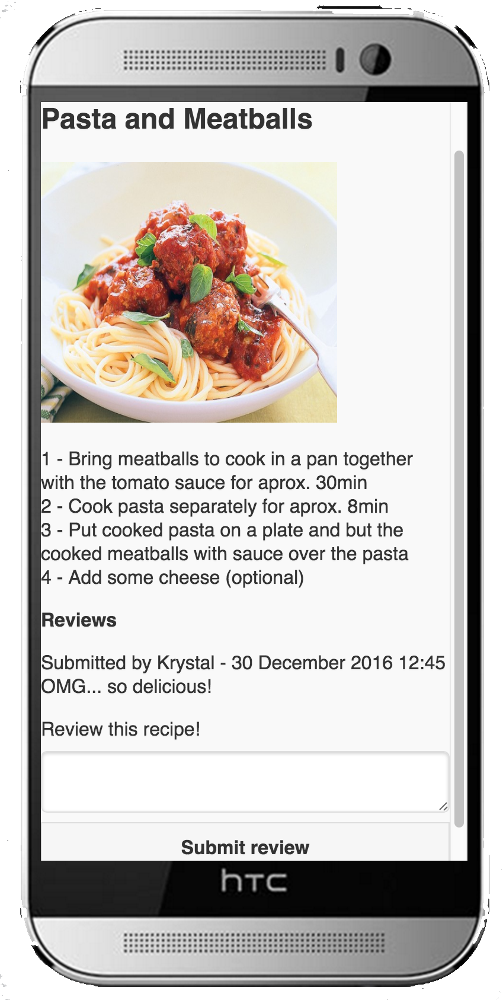 Pasta and Meatballs
1 - Bring meatballs to cook in a pan together
with the tomato sauce for aprox. 30min
2 - Cook pasta separately for aprox. 8min
3 - Put cooked pasta on a plate and but the
cooked meatballs with sauce over the pasta
4 - Add some cheese (optional)
Reviews
Submitted by Krystal - 30 December 2016 12:45
OMG... so delicious!
Review this recipe!
Submit review
hTC